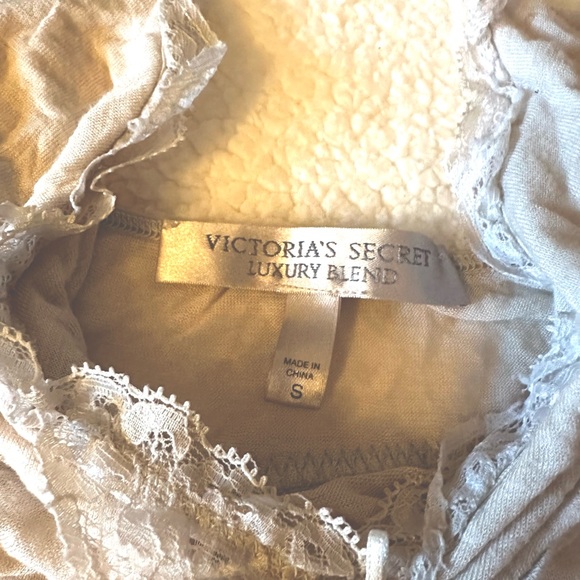 VICTORIA'S SECRET
LUXURY BLEND
MADE IN
CHINA
S